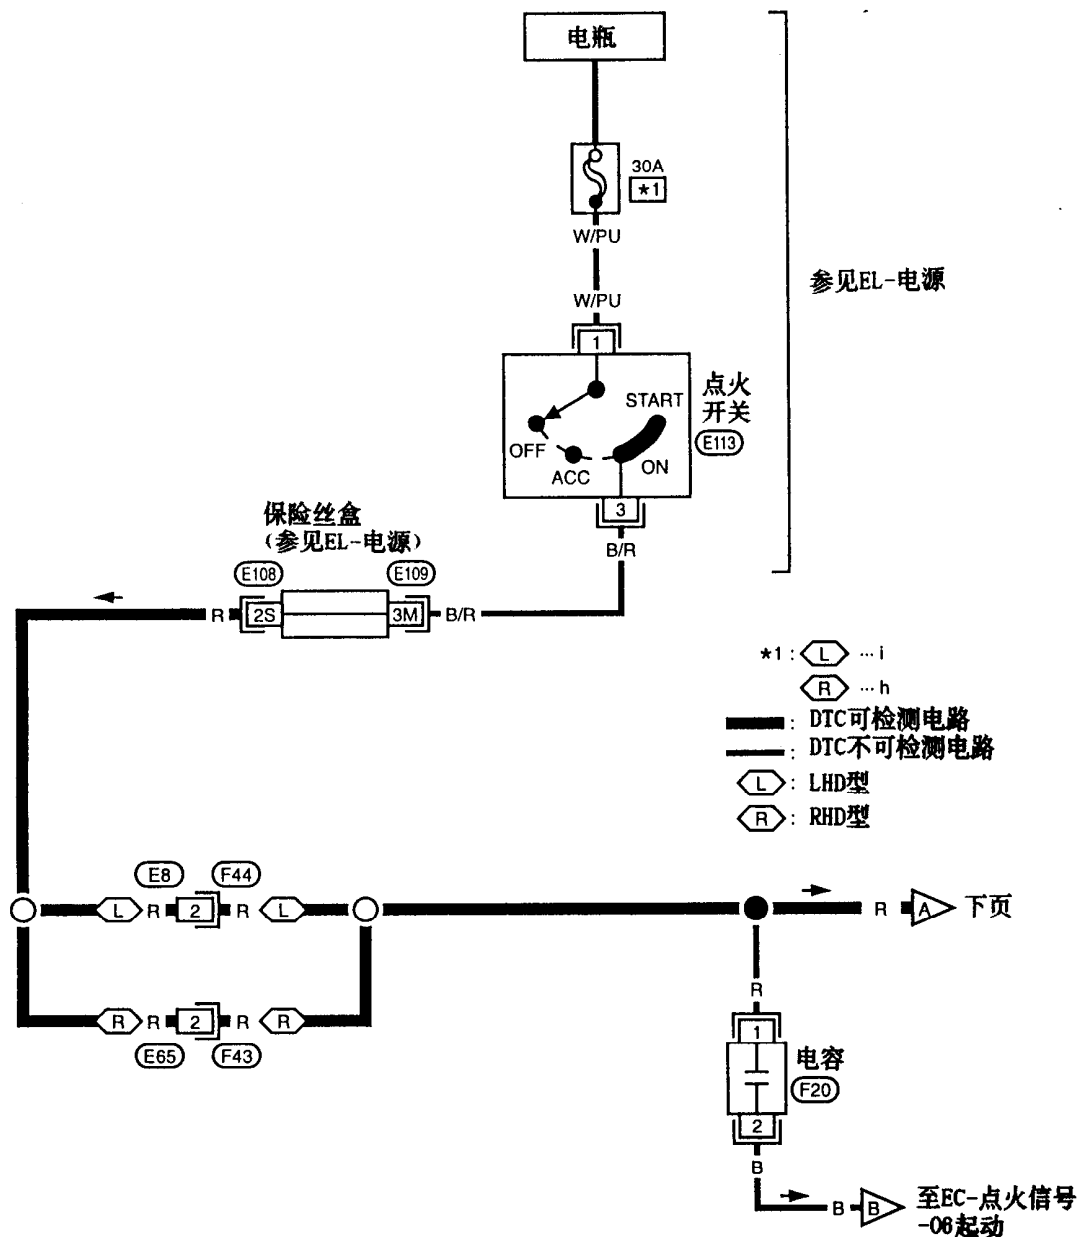 电瓶
30A
*1
W/PU
参见EL-电源
W/PU
1
点火
开关
E113
START
OFF
ACC
ON
3
B/R
保险丝盒
(参见EL-电源)
E108
E109
R
2S
3M
B/R
*1: L ···i
R ···h
: DTC可检测电路
: DTC不可检测电路
L : LHD型
R : RHD型
E8
F44
L
R
2
R
L
R
A
下页
R
R
2
R
R
E65
F43
R
1
电容
F20
2
B
B
B
至EC-点火信号
-06起动